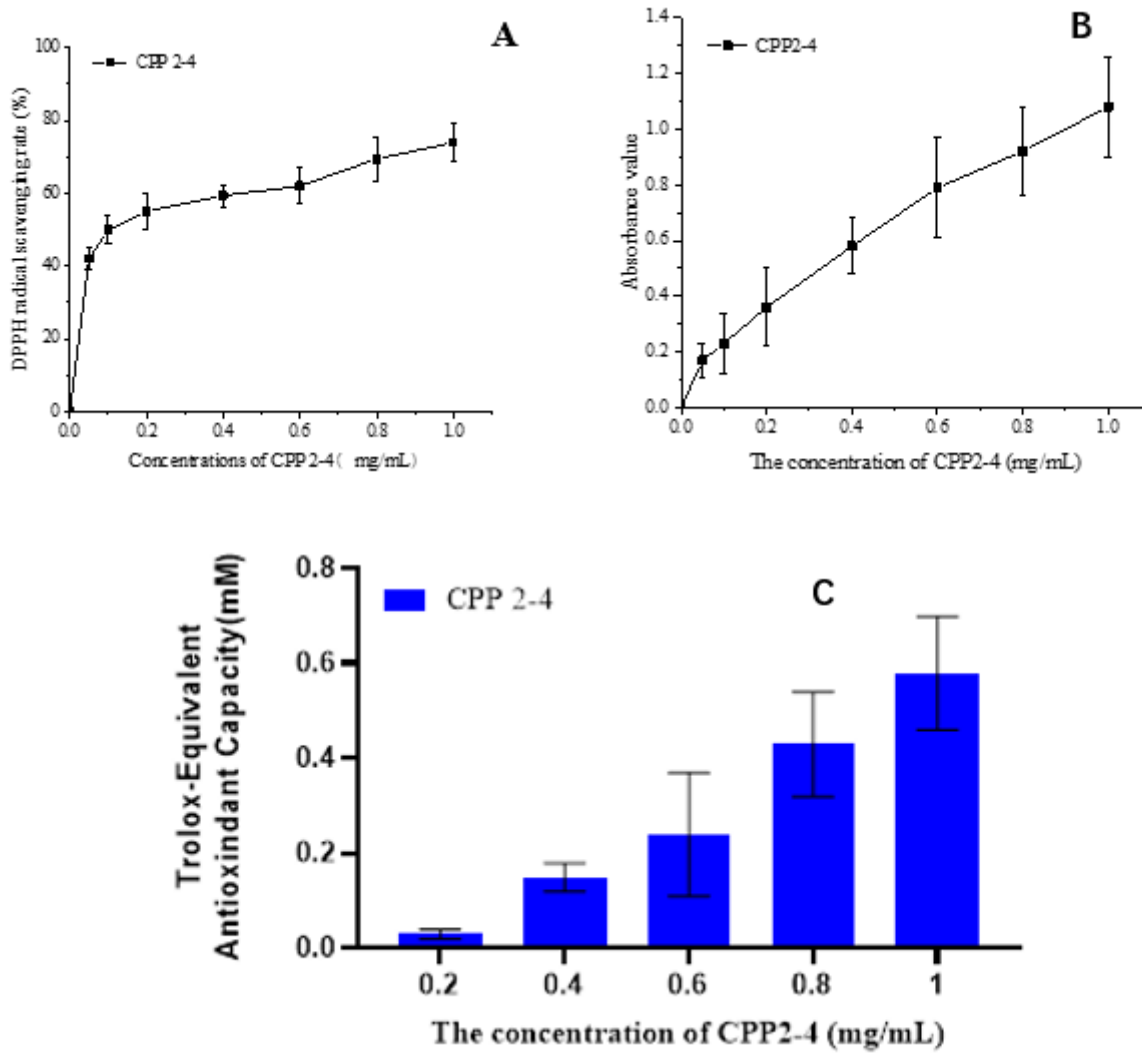 A
CPP 2-4
DPPH radical scavenging rate (%)
100
80
60
40
20
0
0.0 0.2 0.4 0.6 0.8 1.0
Concentrations of CPP 2-4( mg/mL)
B
CPP2-4
Absorbance value
1.4
1.2
1.0
0.8
0.6
0.4
0.2
0.0
0.0 0.2 0.4 0.6 0.8 1.0
The concentration of CPP2-4 (mg/mL)
C
CPP 2-4
Trolox-Equivalent
Antioxindant Capacity(mM)
0.8
0.6
0.4
0.2
0.0
0.2 0.4 0.6 0.8 1
The concentration of CPP2-4 (mg/mL)